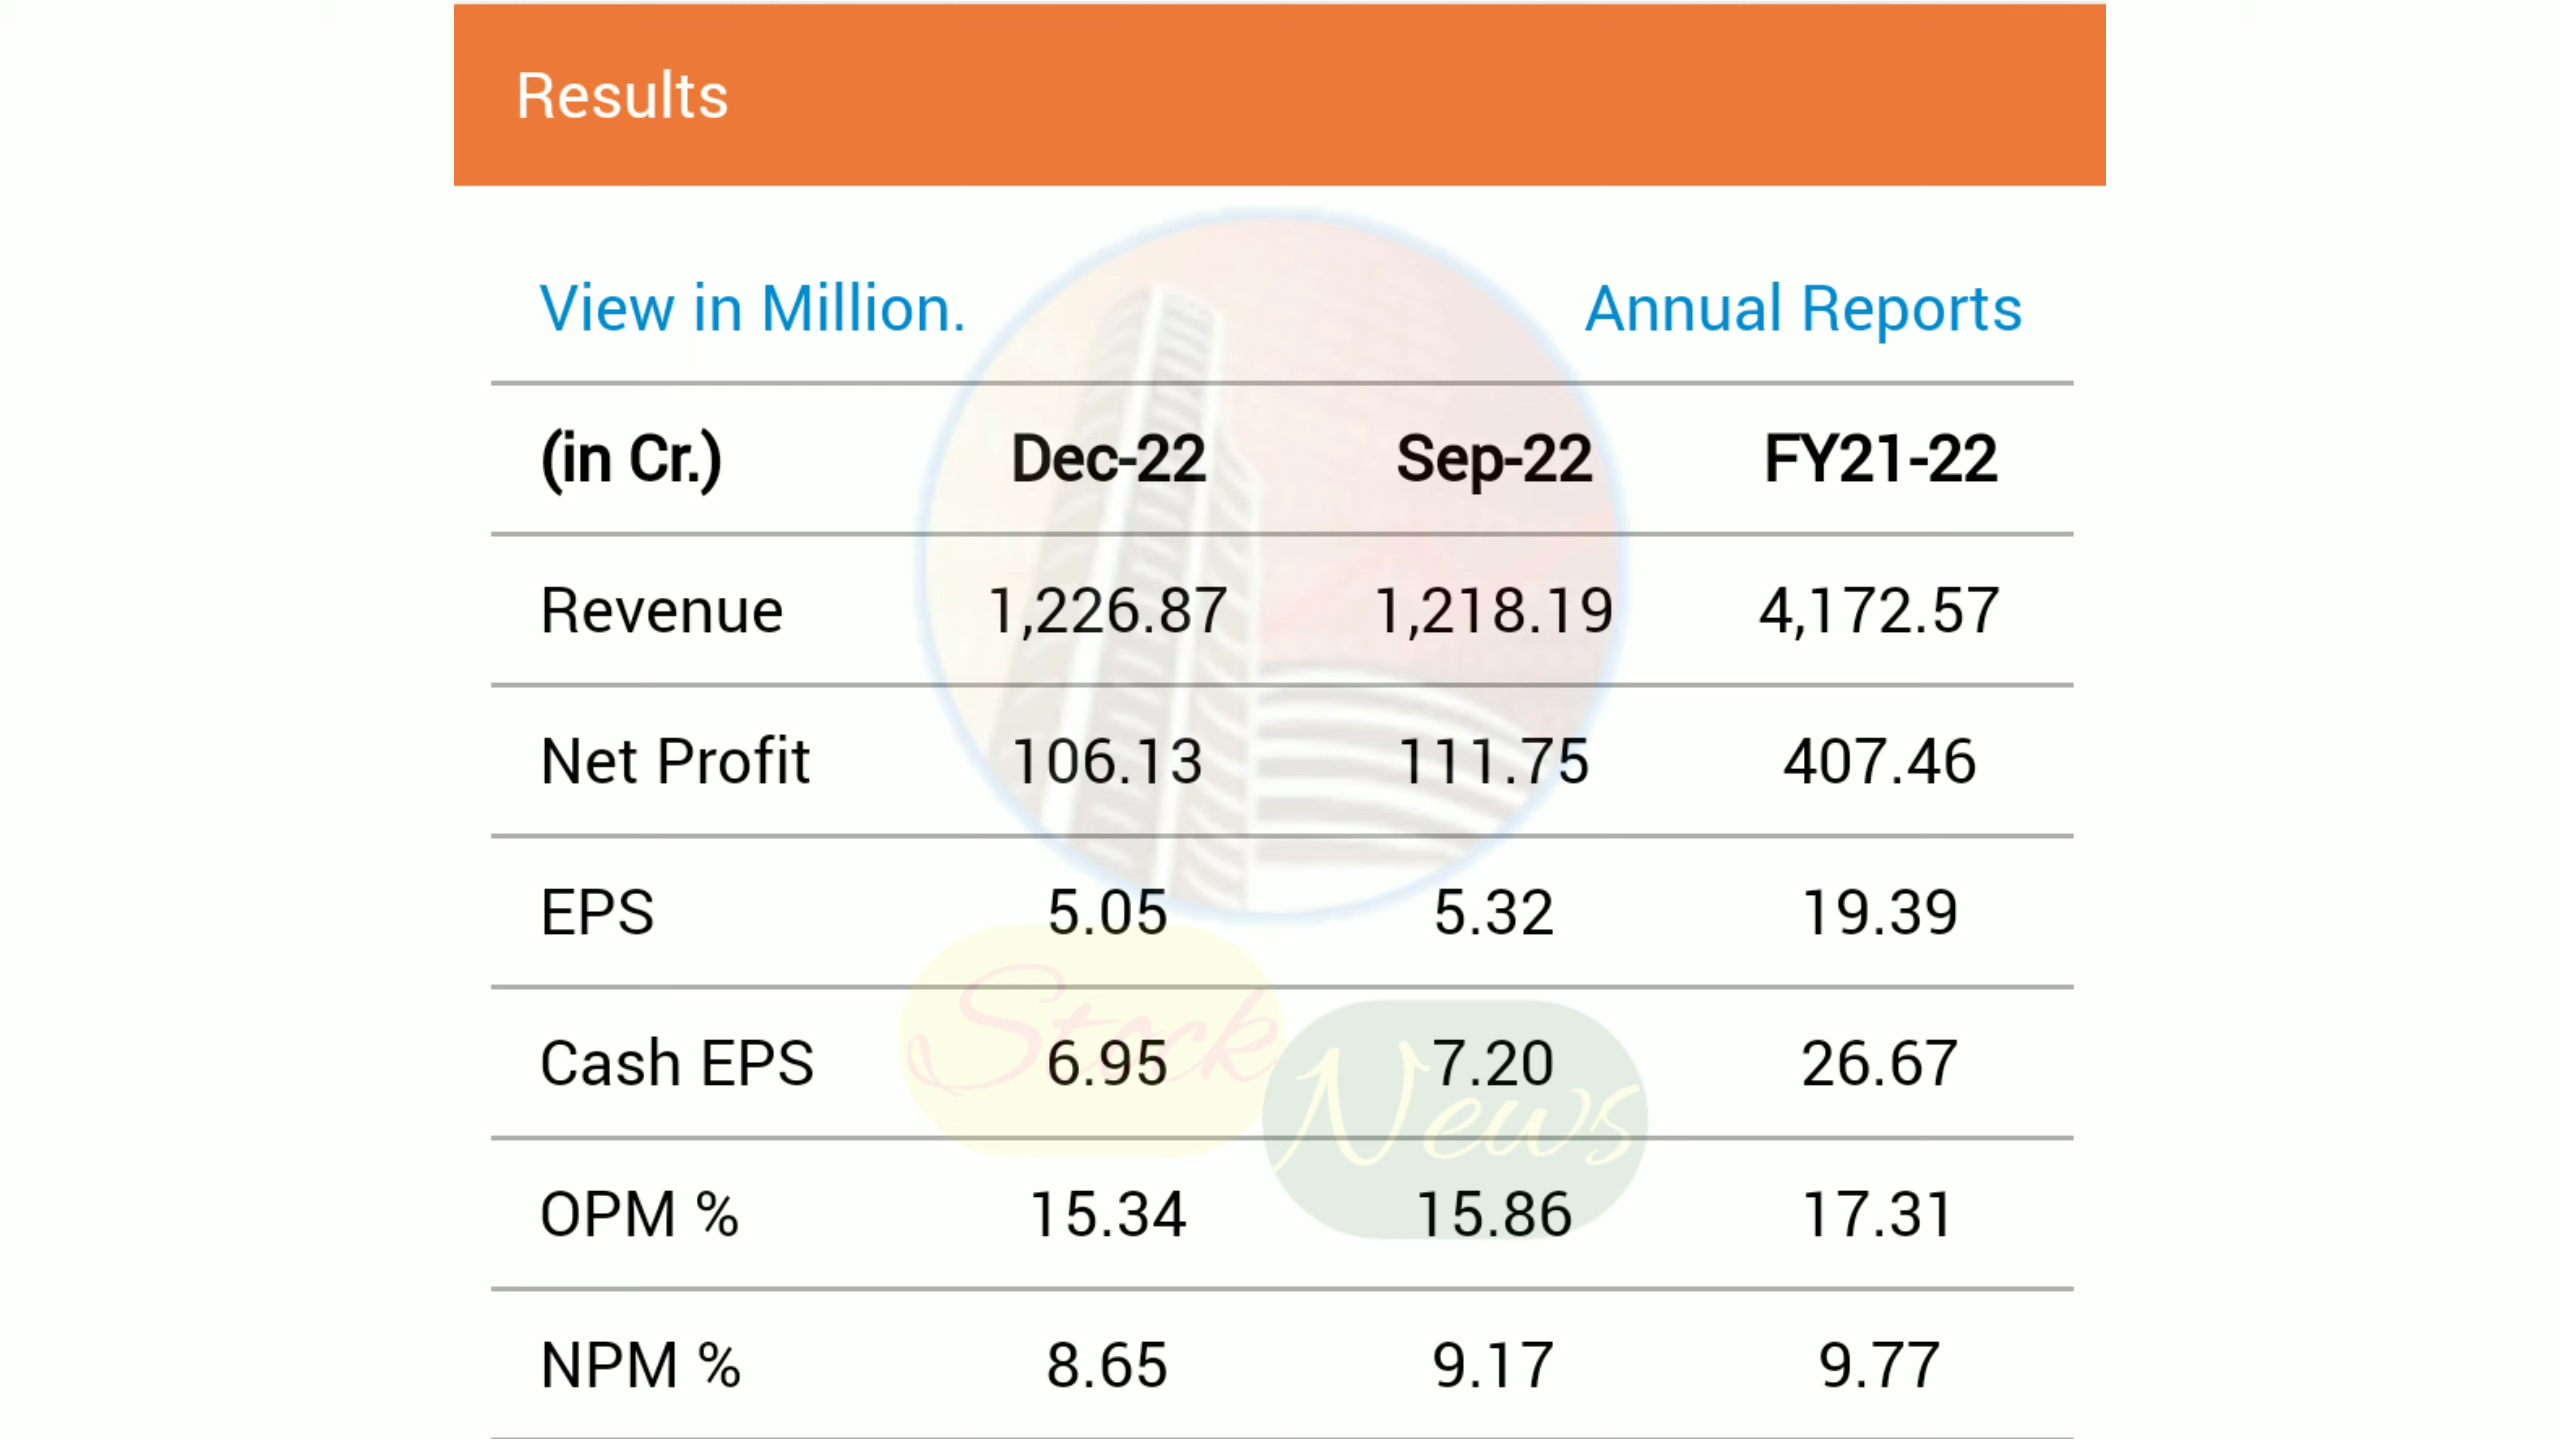 Results
View in Million. Annual Reports
(in Cr.) Dec-22 Sep-22 FY21-22
Revenue 1,226.87 1,218.19 4,172.57
Net Profit 106.13 111.75 407.46
EPS 5.05 5.32 19.39
Cash EPS 6.95 7.20 26.67
Stock
News
OPM % 15.34 15.86 17.31
NPM % 8.65 9.17 9.77